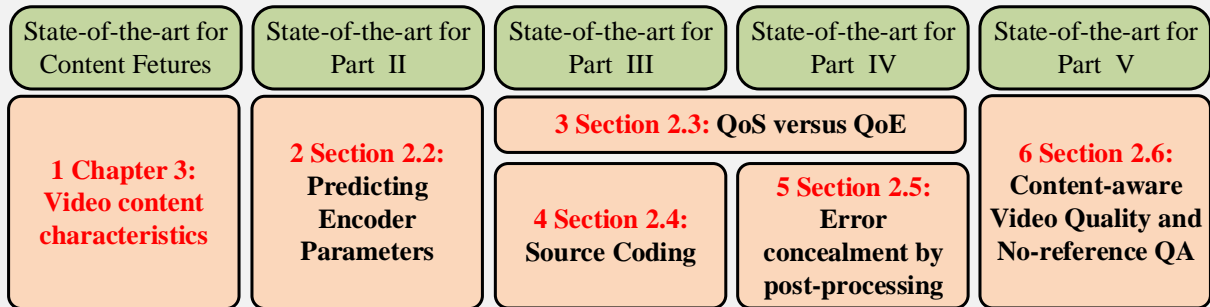 State-of-the-art for
Content Fetures
State-of-the-art for
Part II
State-of-the-art for
Part III
State-of-the-art for
Part IV
State-of-the-art for
Part V
1 Chapter 3:
Video content
characteristics
2 Section 2.2:
Predicting
Encoder
Parameters
3 Section 2.3: QoS versus QoE
4 Section 2.4:
Source Coding
5 Section 2.5:
Error
concealment by
post-processing
6 Section 2.6:
Content-aware
Video Quality and
No-reference QA